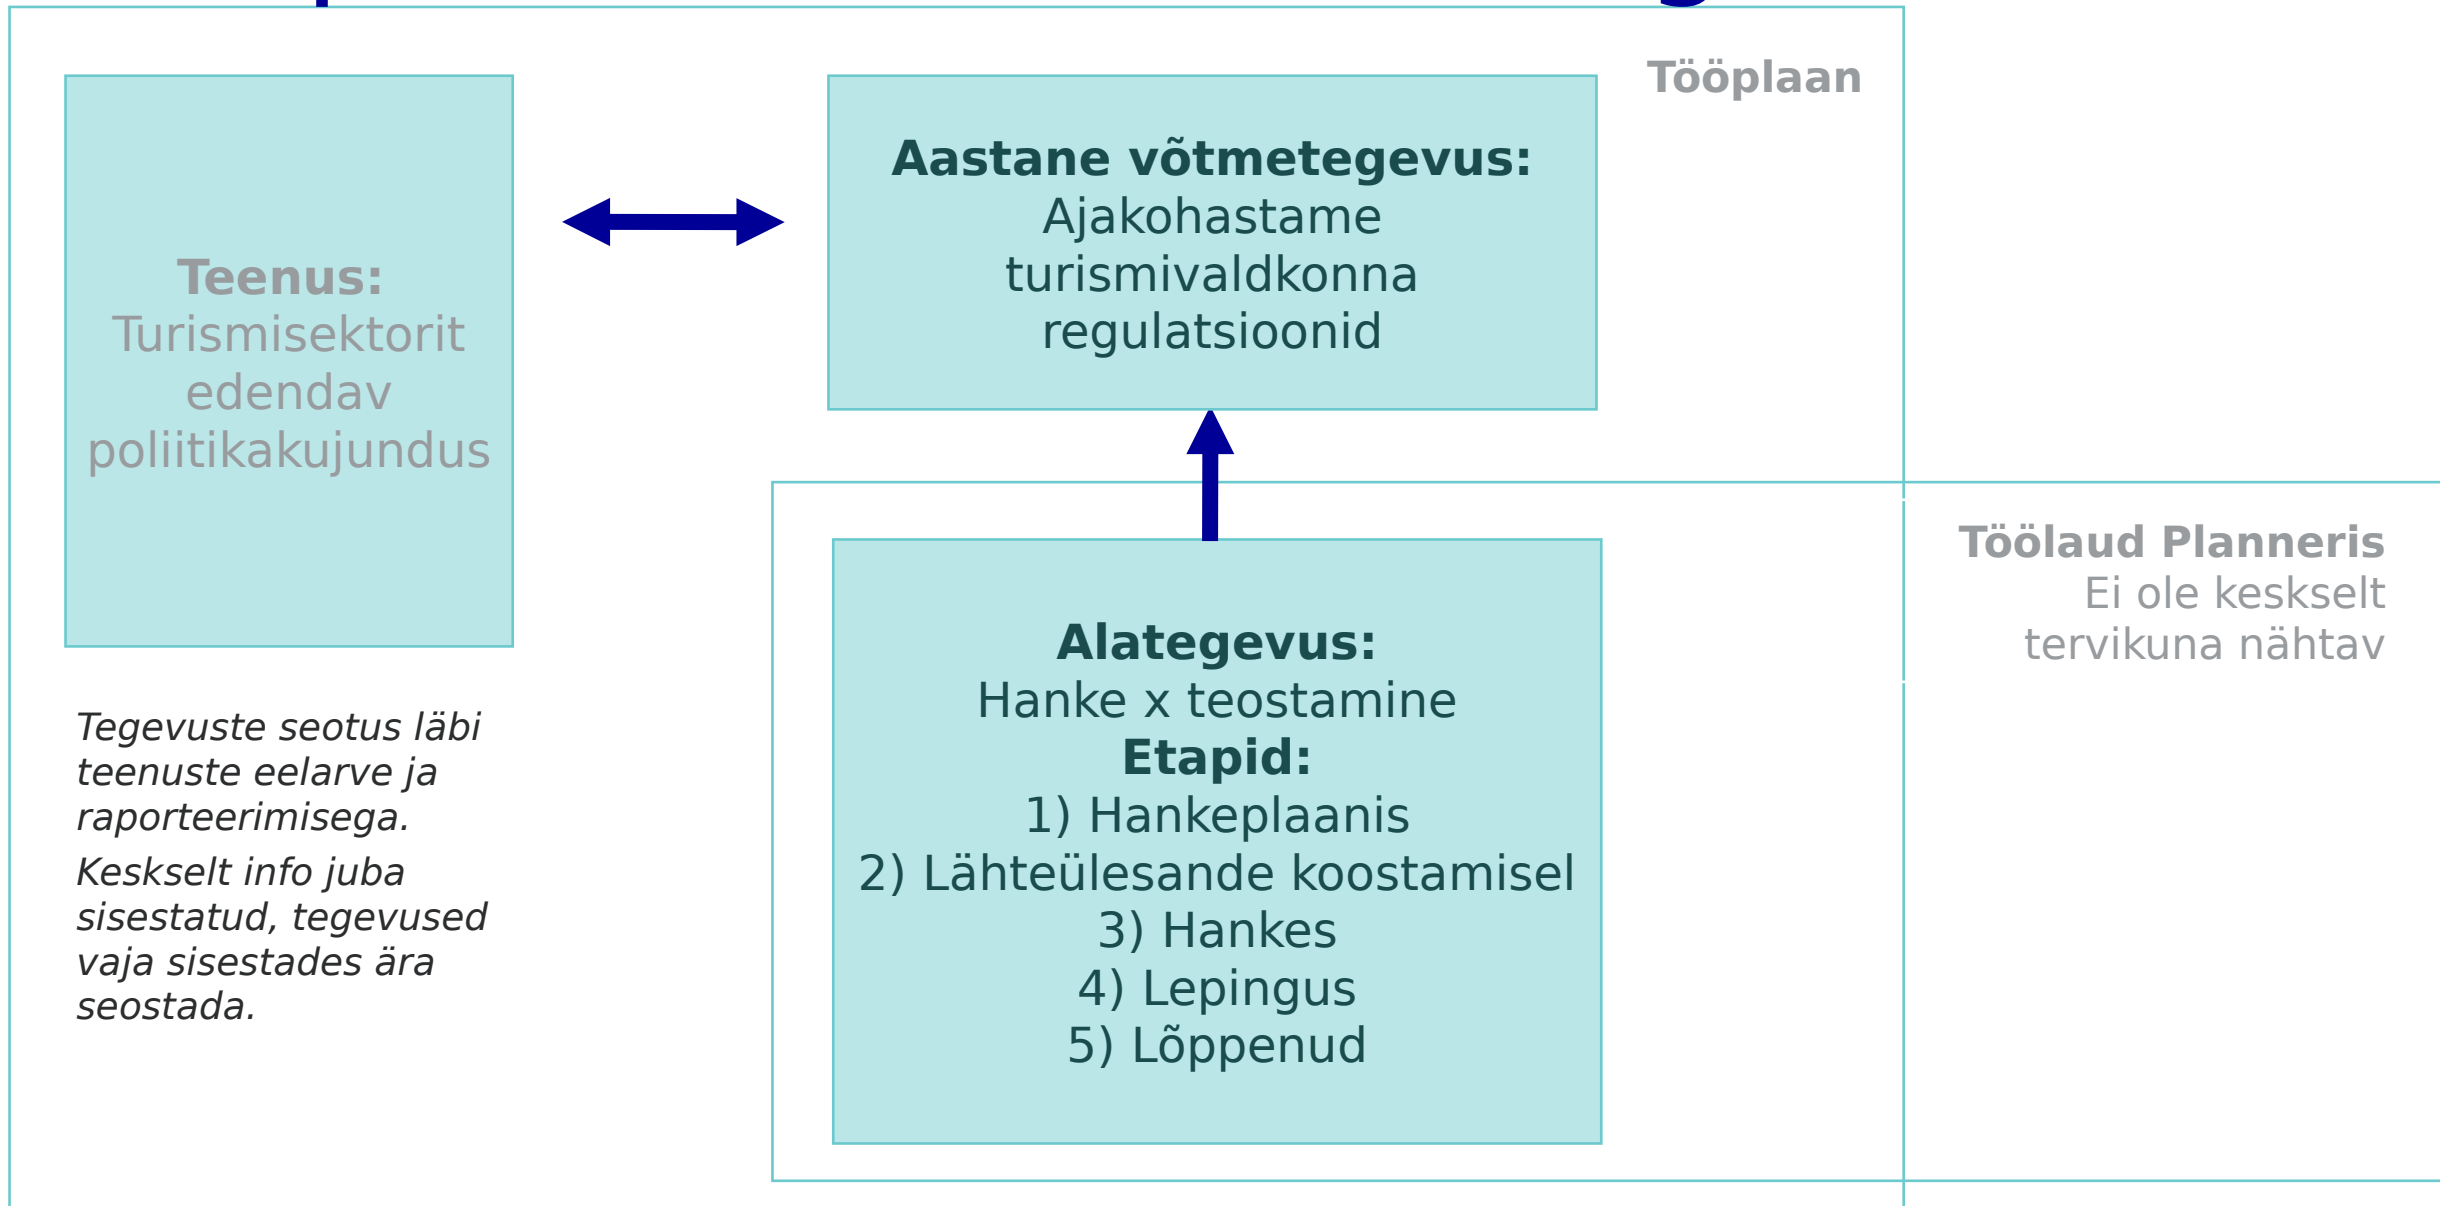 Tööplaan
Teenus:
Turismisektorit
edendav
poliitikakujundus
Aastane võtmetegevus:
Ajakohastame
turismivaldkonna
regulatsioonid
Töölaud Planneris
Ei ole keskselt
tervikuna nähtav
Alategevus:
Hanke x teostamine
Etapid:
1) Hankeplaanis
2) Lähteülesande koostamisel
3) Hankes
4) Lepingus
5) Lõppenud
Tegevuste seotus läbi
teenuste eelarve ja
raporteerimisega.
Keskselt info juba
sisestatud, tegevused
vaja sisestades ära
seostada.